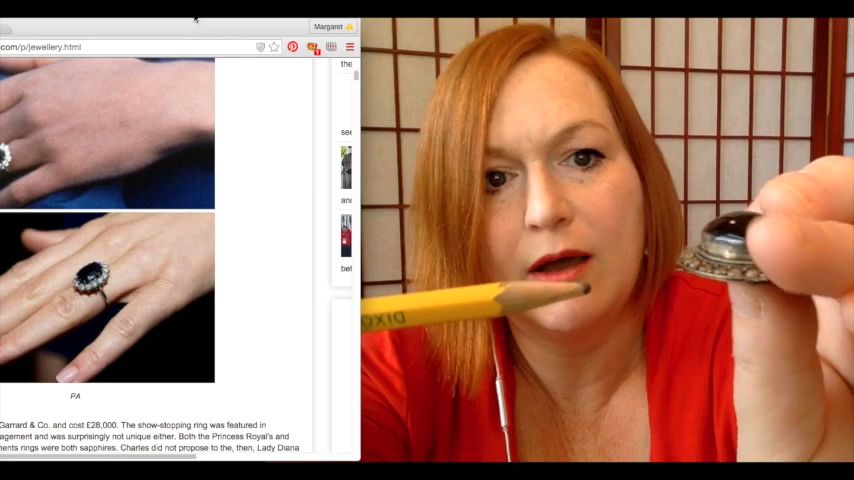 Margaret
com/p/jewellery.html
1
the
see
and
bef
PA
Garrard & Co. and cost £28,000. The show-stopping ring was featured in
agement and was surprisingly not unique either. Both the Princess Royal's and
ments rings were both sapphires. Charles did not propose to the, then, Lady Diana
DIXO